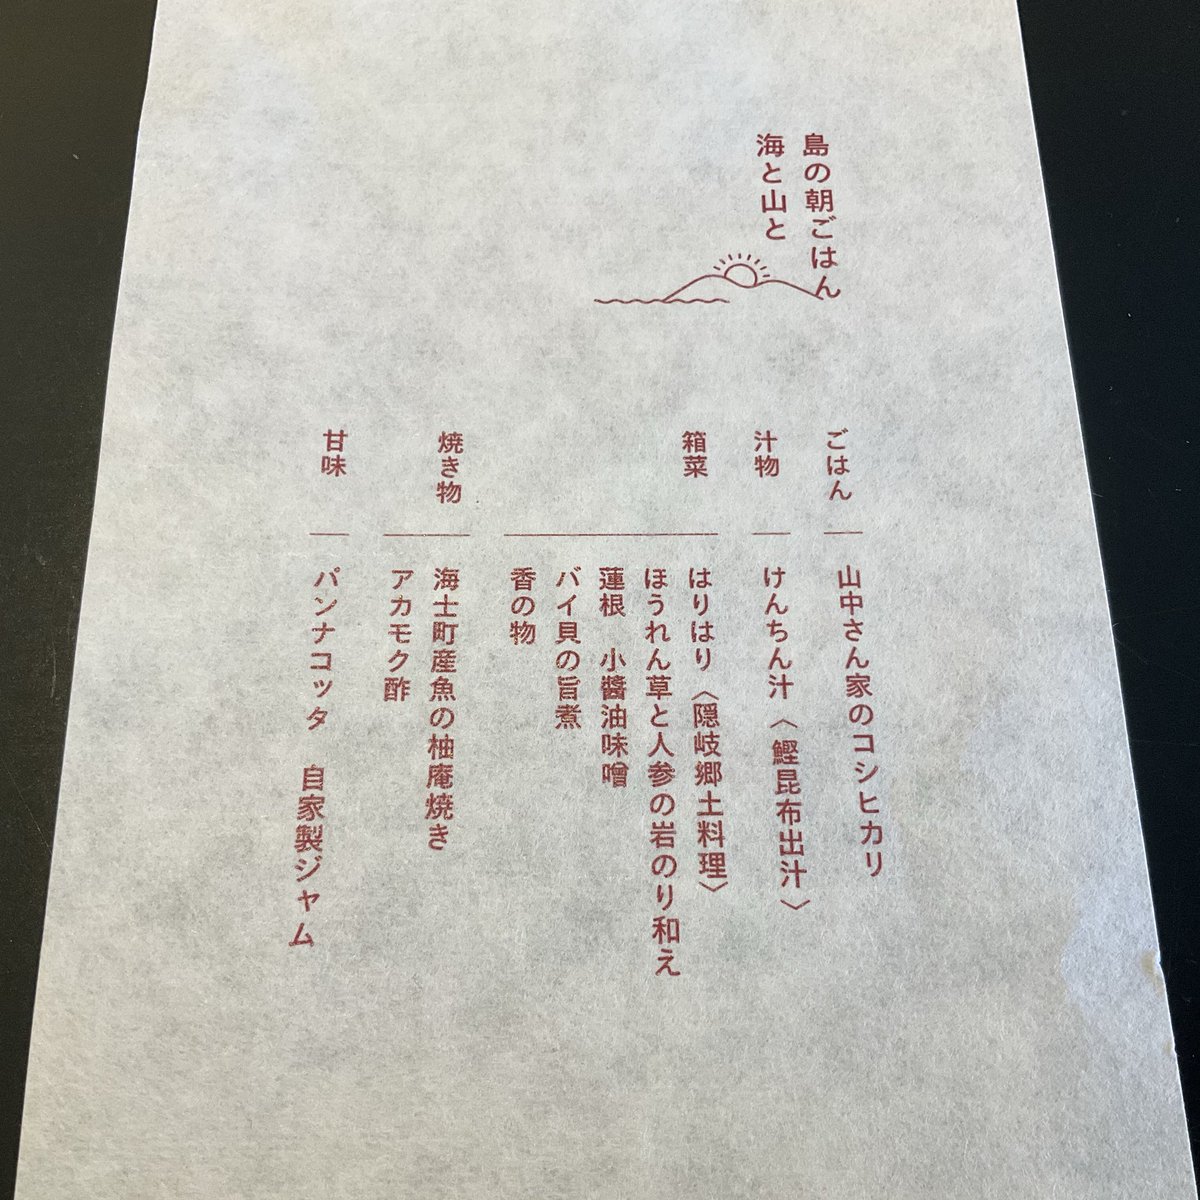 島の朝ごはん
海と山と
ごはん
山中さん家のコシヒカリ
汁物
けんちん汁〈鰹昆布出汁〉
箱菜
はりはり〈隠岐郷土料理〉
ほうれん草と人参の岩のり和え
蓮根　小醬油味噌
バイ貝の旨煮
香の物
焼き物
海士町産魚の柚庵焼き
アカモク酢
甘味
パンナコッタ　自家製ジャム